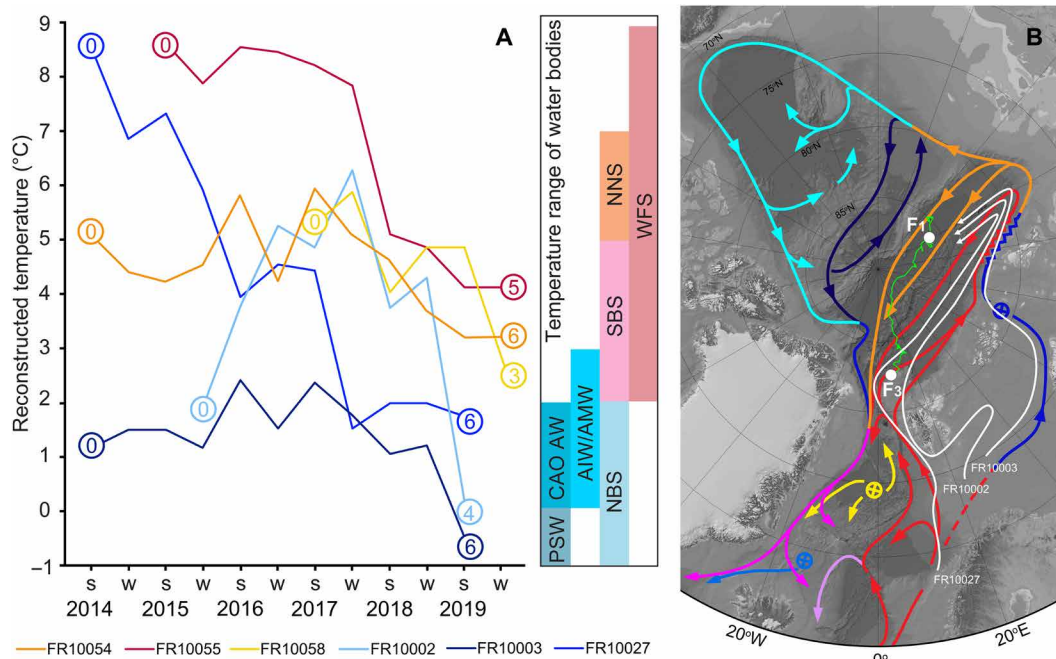 9
8
7
6
5
4
3
2
1
0
−1
Reconstructed temperature (°C)
A
0
0
0
0
0
0
5
6
3
6
4
6
S W S W S W S W S W S W
2014 2015 2016 2017 2018 2019
Temperature range of water bodies
PSW
CAO AW
AIW/AMW
NBS
SBS
NNS
WFS
FR10054 FR10055 FR10058 FR10002 FR10003 FR10027
B
70°N
75°N
80°N
85°N
F1
F3
FR10003
FR10002
FR10027
20°W
0°
20°E